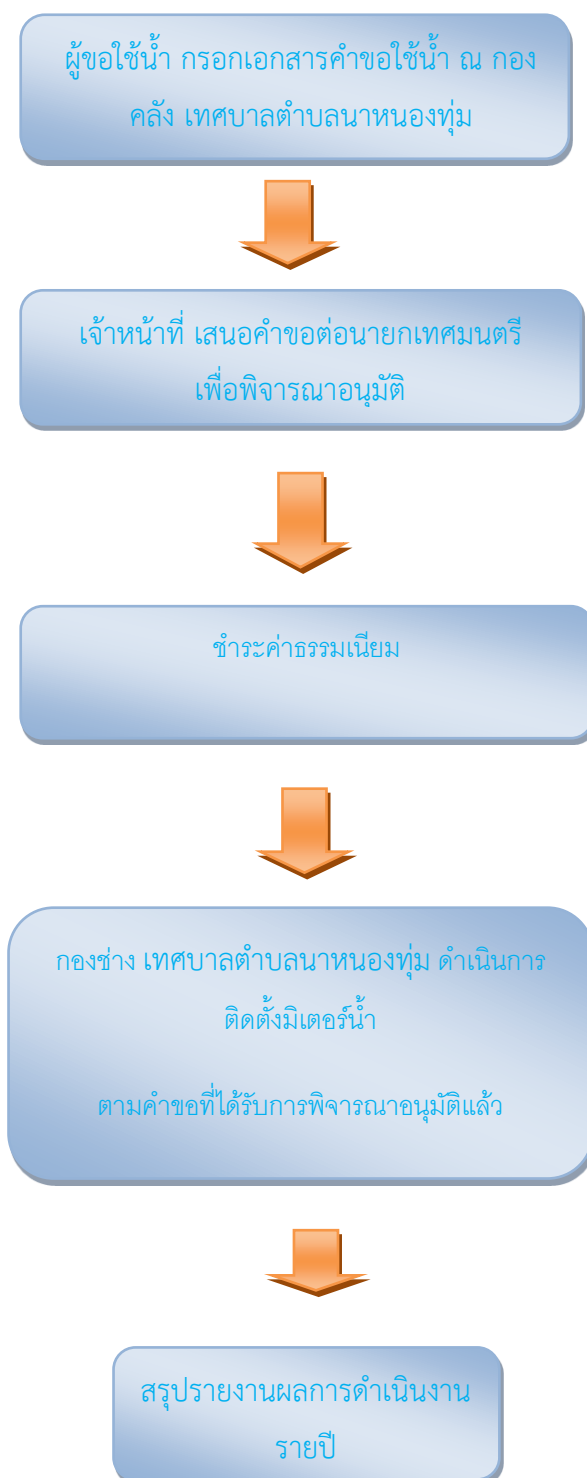 ผู้ขอใช้น้ำ กรอกเอกสารคำขอใช้น้ำ ณ กอง
คลัง เทศบาลตำบลนาหนองทุ่ม
เจ้าหน้าที่ เสนอคำขอต่อนายกเทศมนตรี
เพื่อพิจารณาอนุมัติ
ชำระค่าธรรมเนียม
กองช่าง เทศบาลตำบลนาหนองทุ่ม ดำเนินการ
ติดตั้งมิเตอร์น้ำ
ตามคำขอที่ได้รับการพิจารณาอนุมัติแล้ว
สรุปรายงานผลการดำเนินงาน
รายปี